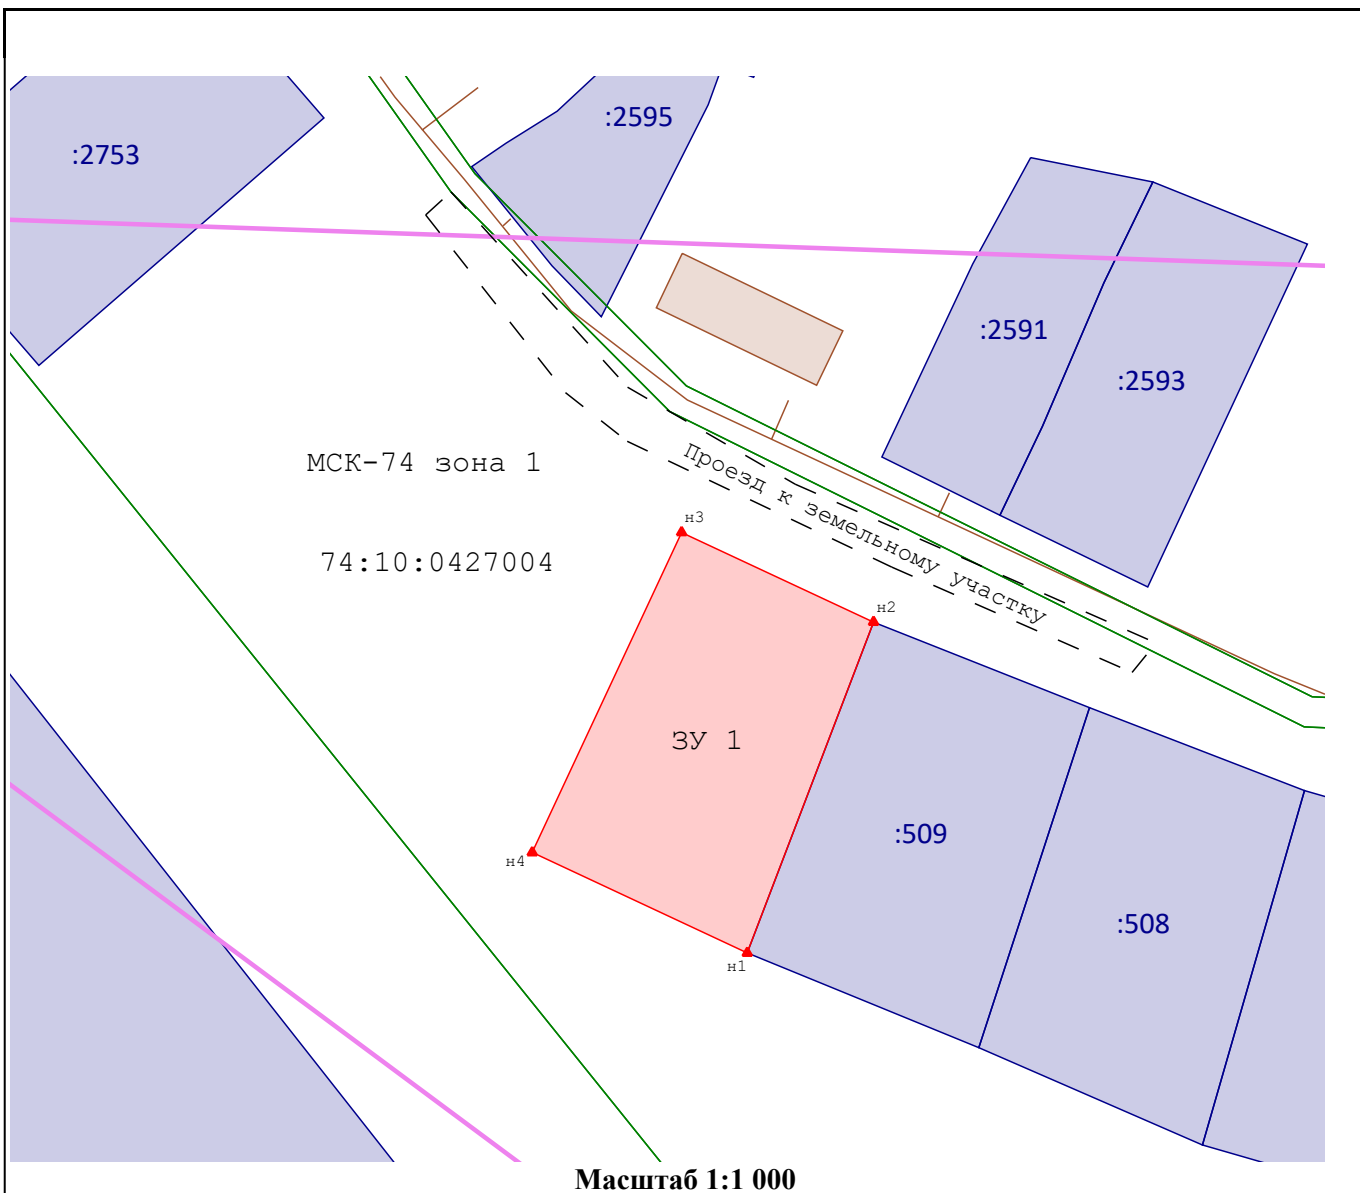 :2595
:2753
:2591
:2593
МСК-74 зона 1
Проезд к земельному участку
н3
74:10:0427004
н2
ЗУ 1
:509
н4
:508
н1
Масштаб 1:1 000